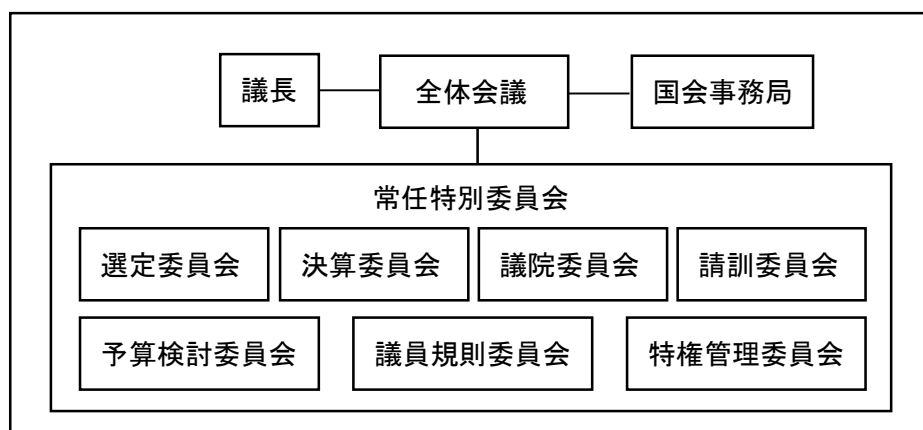 議長
全体会議
国会事務局
常任特別委員会
選定委員会
決算委員会
議院委員会
請訓委員会
予算検討委員会
議員規則委員会
特権管理委員会